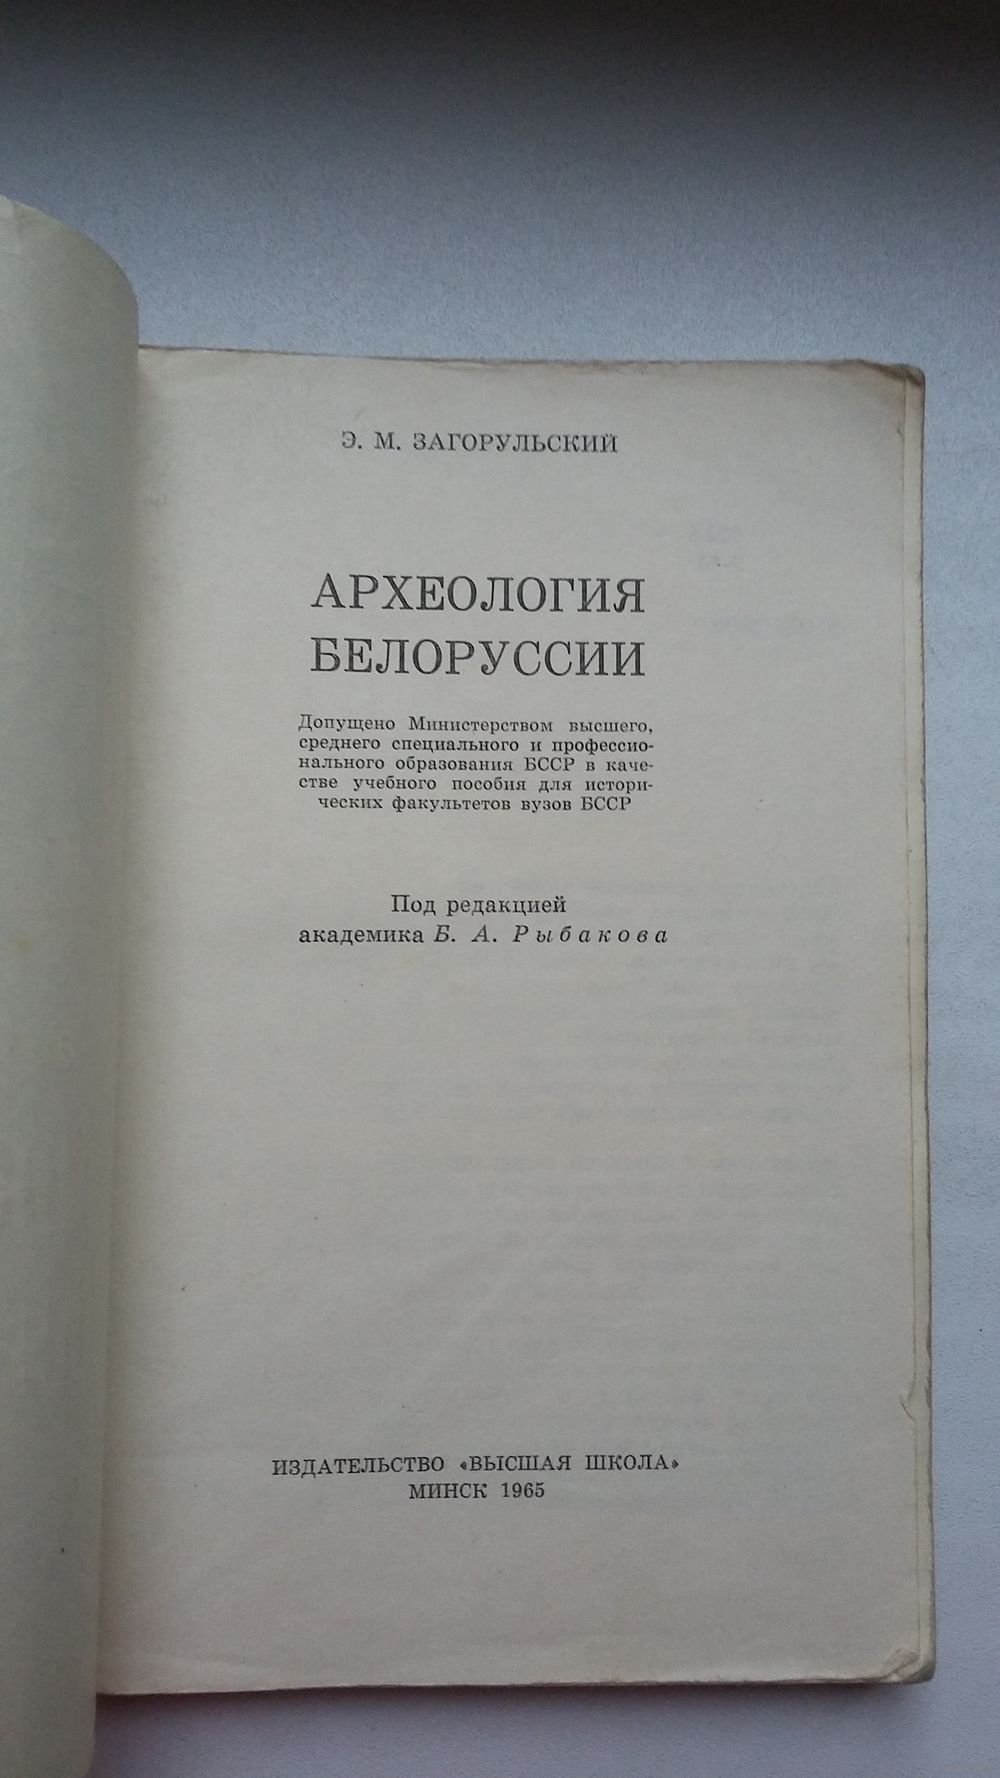 Э. М. ЗАГОРУЛЬСКИЙ
АРХЕОЛОГИЯ
БЕЛОРУССИИ
Допущено Министерством высшего,
среднего специального и профессио-
нального образования БССР в каче-
стве учебного пособия для истори-
ческих факультетов вузов БССР
Под редакцией
академика Б. А. Рыбакова
ИЗДАТЕЛЬСТВО «ВЫСШАЯ ШКОЛА»
МИНСК 1965